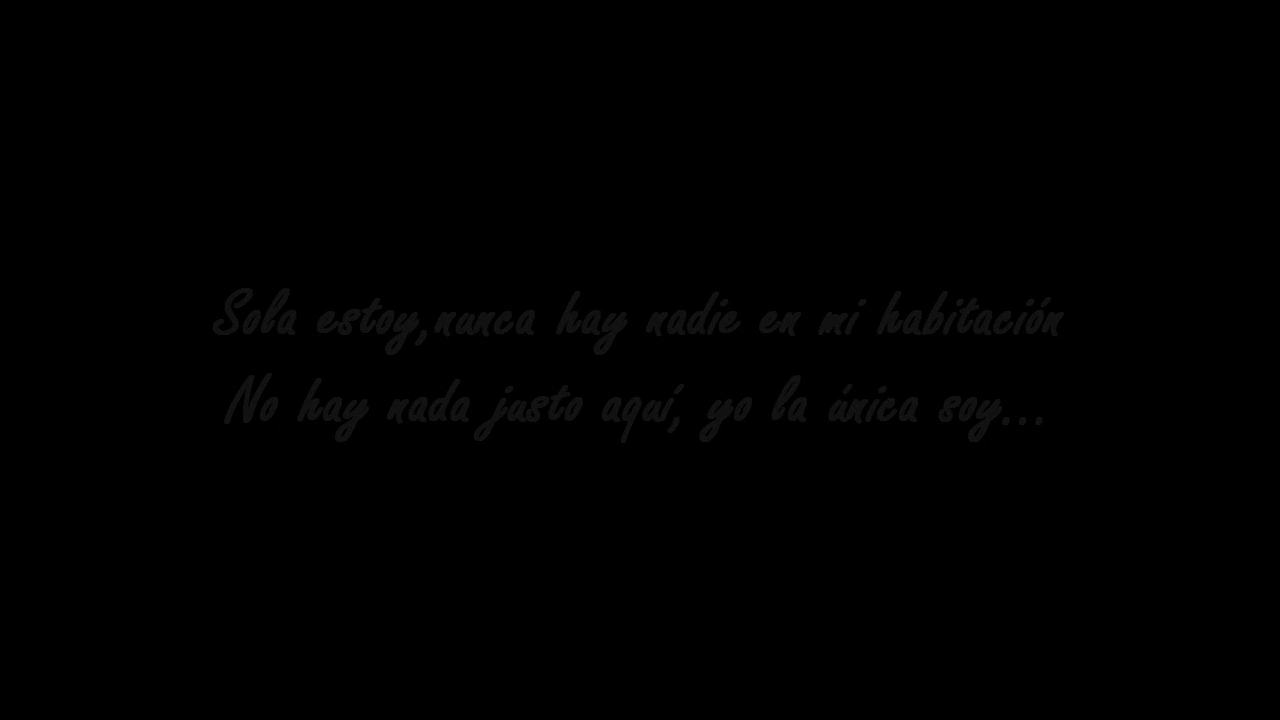 Sola estoy,nunca hay nadie en mi habitación
No hay nada justo aquí, yo la única soy...